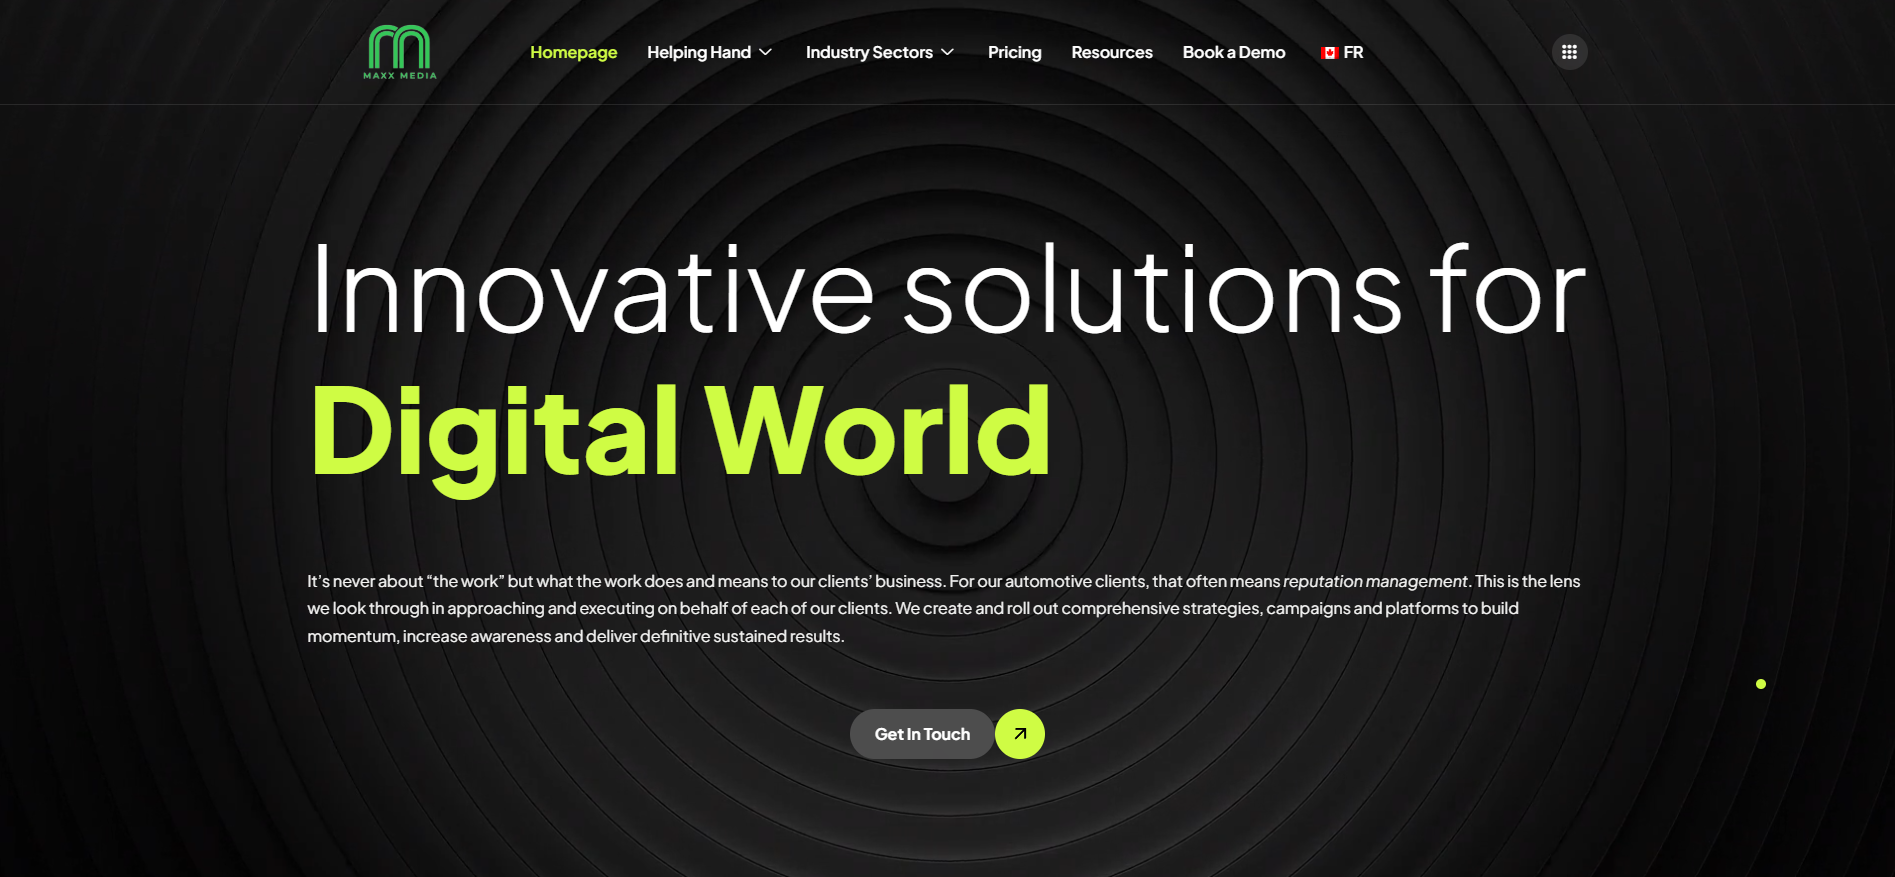 MAXX MEDIA
Homepage
Helping Hand
Industry Sectors
Pricing
Resources
Book a Demo
FR
Innovative solutions for
Digital World
It’s never about “the work” but what the work does and means to our clients’ business. For our automotive clients, that often means reputation management. This is the lens
we look through in approaching and executing on behalf of each of our clients. We create and roll out comprehensive strategies, campaigns and platforms to build
momentum, increase awareness and deliver definitive sustained results.
Get In Touch